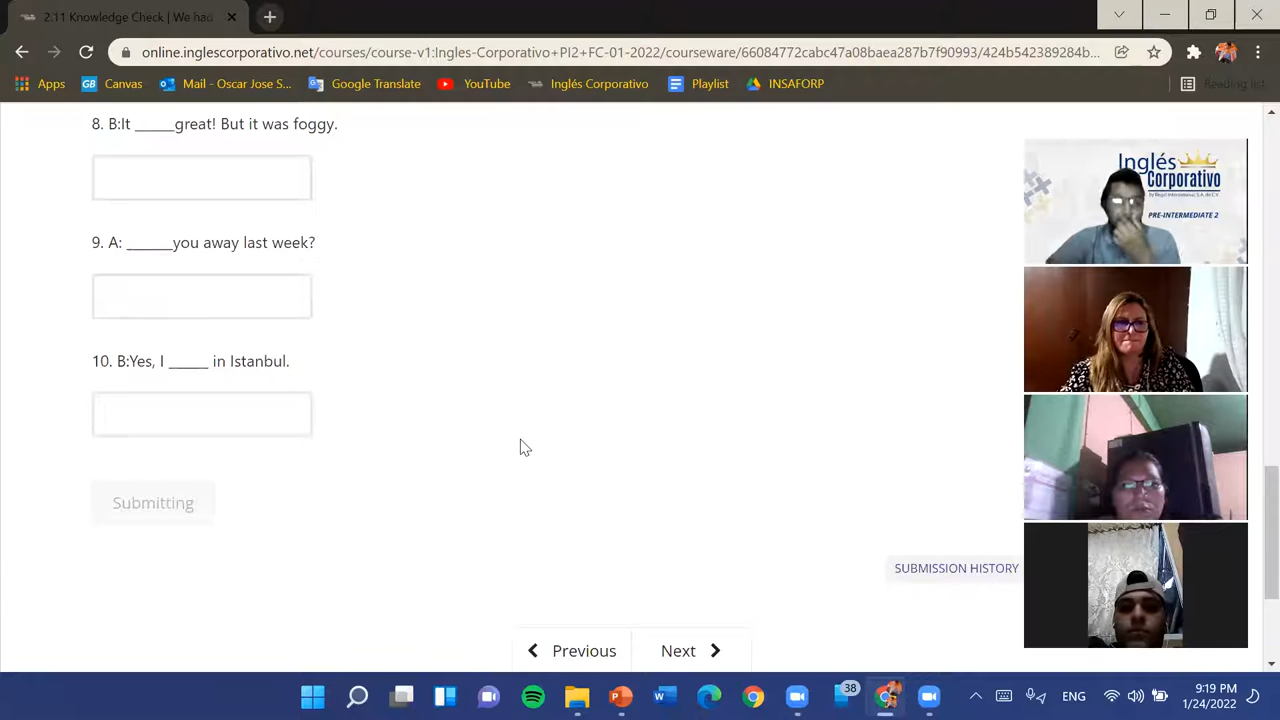 2.11 Knowledge Check | We had
online.inglescorporativo.net/courses/course-v1:Ingles-Corporativo+PI2+FC-01-2022/courseware/66084772cabc47a08baea287b7f90993/424b542389284b...
Apps
Canvas
Mail - Oscar Jose S...
Google Translate
YouTube
Inglés Corporativo
Playlist
INSAFORP
Reading list
8. B:It _____great! But it was foggy.
9. A: ______you away last week?
10. B:Yes, I _____ in Istanbul.
Submitting
SUBMISSION HISTORY
Previous
Next
Inglés
Corporativo
PRE-INTERMEDIATE 2
38
ENG
9:19 PM
1/24/2022